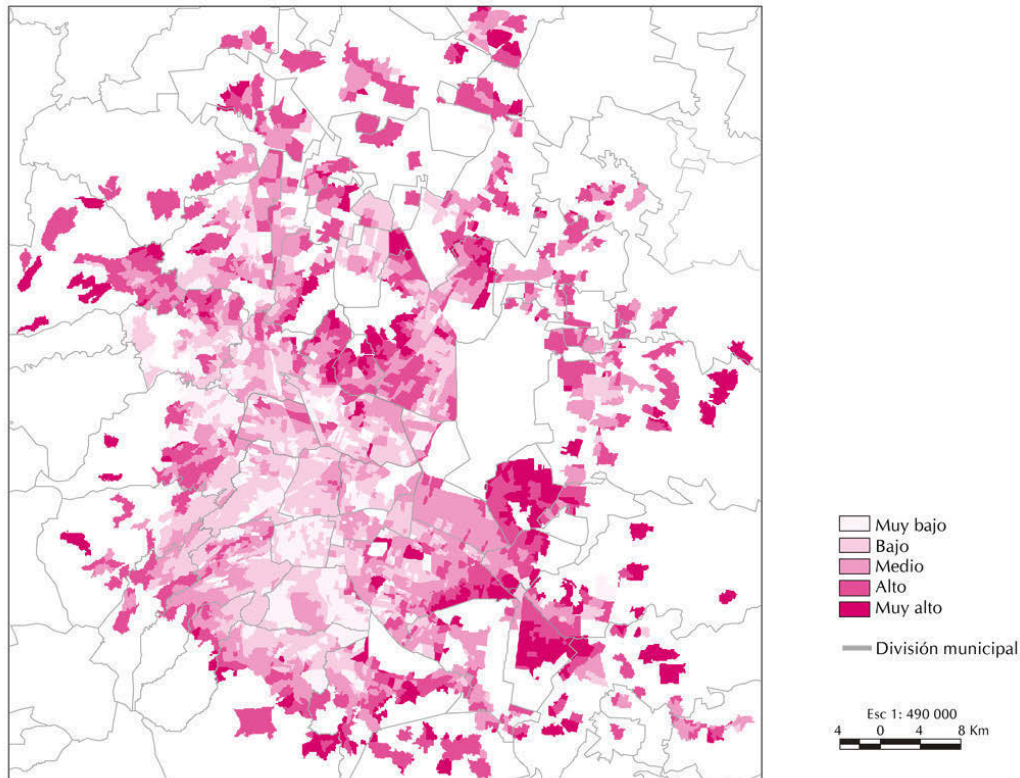 Muy bajo
Bajo
Medio
Alto
Muy alto
División municipal
Esc 1: 490 000
4 0 4 8 Km